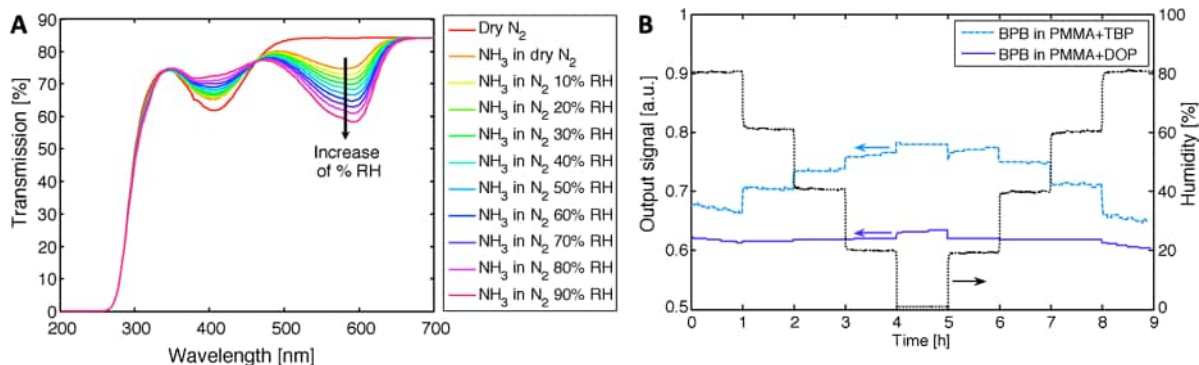 A
90
80
70
60
50
40
30
20
10
0
Transmission [%]
200 300 400 500 600 700
Wavelength [nm]
Increase
of % RH
Dry N2
NH3 in dry N2
NH3 in N2 10% RH
NH3 in N2 20% RH
NH3 in N2 30% RH
NH3 in N2 40% RH
NH3 in N2 50% RH
NH3 in N2 60% RH
NH3 in N2 70% RH
NH3 in N2 80% RH
NH3 in N2 90% RH
B
1
0.9
0.8
0.7
0.6
0.5
Output signal [a.u.]
BPB in PMMA+TBP
BPB in PMMA+DOP
100
80
60
40
20
0
Humidity [%]
0 1 2 3 4 5 6 7 8 9
Time [h]